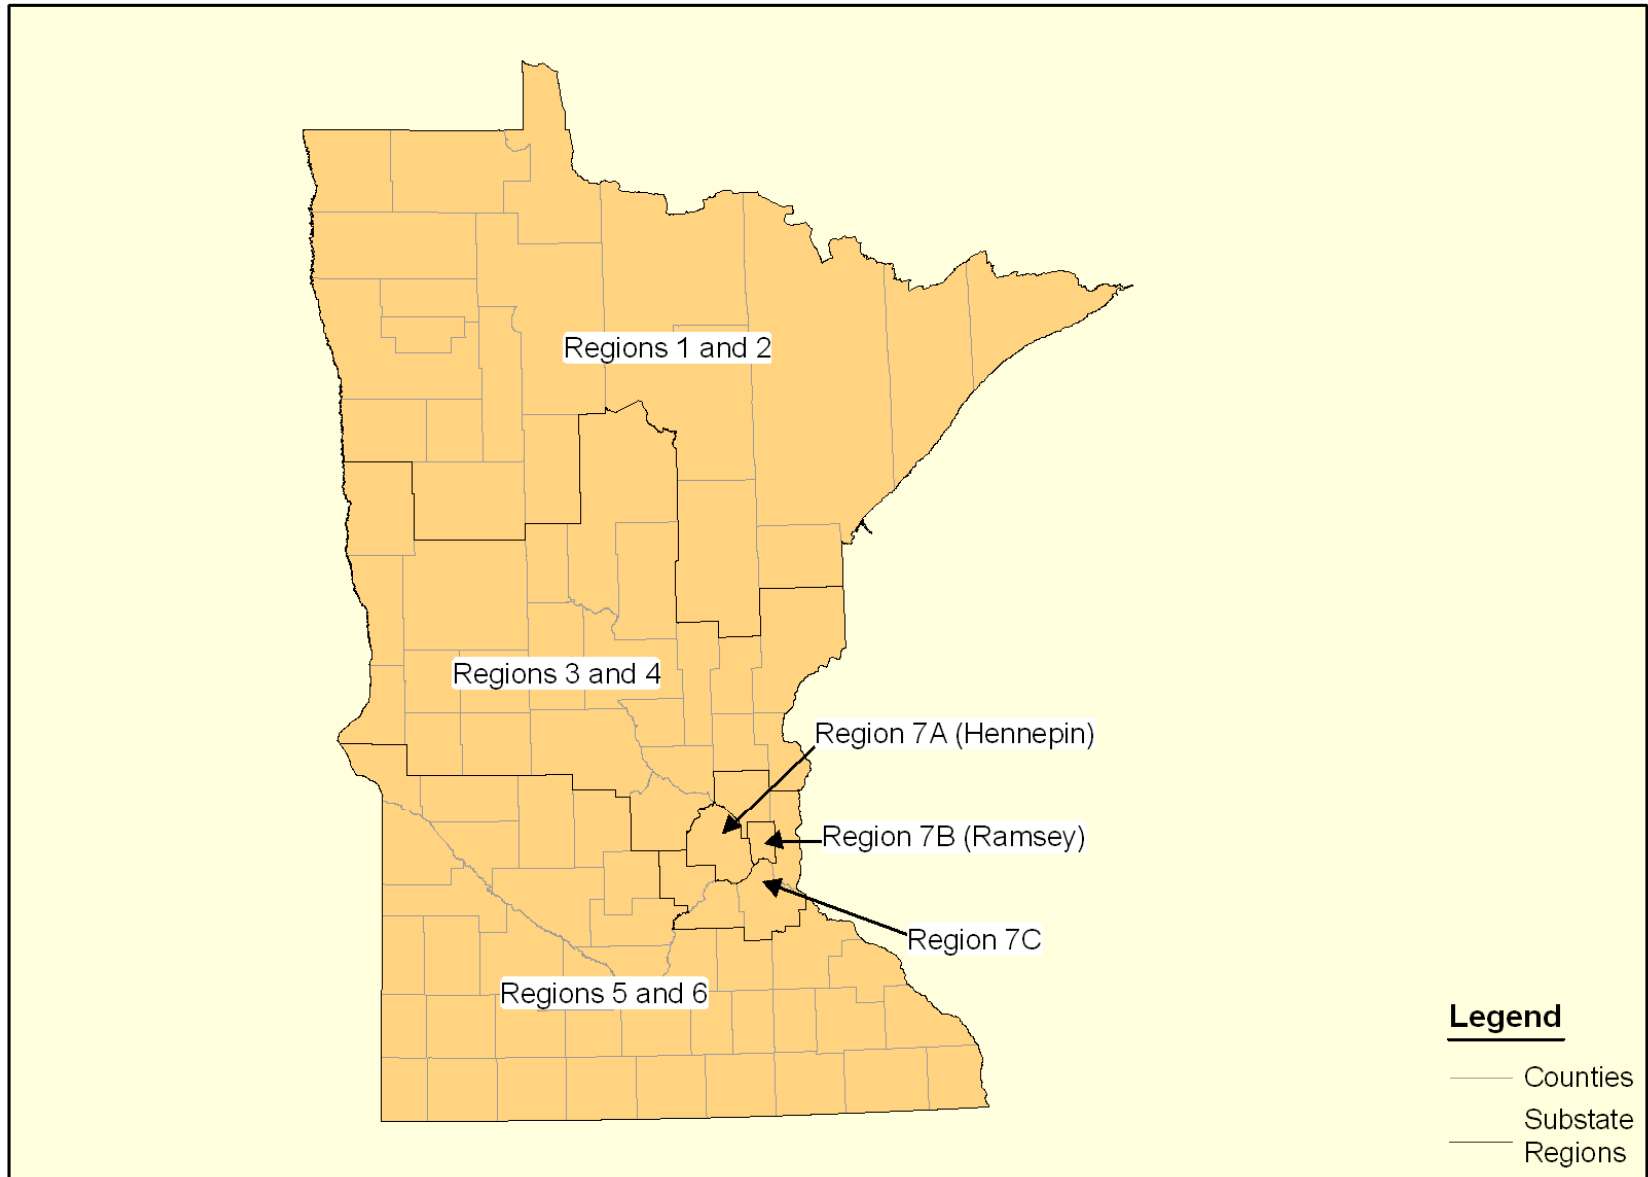 Regions 1 and 2
Regions 3 and 4
Region 7A (Hennepin)
Region 7B (Ramsey)
Region 7C
Regions 5 and 6
Legend
Counties
Substate
Regions